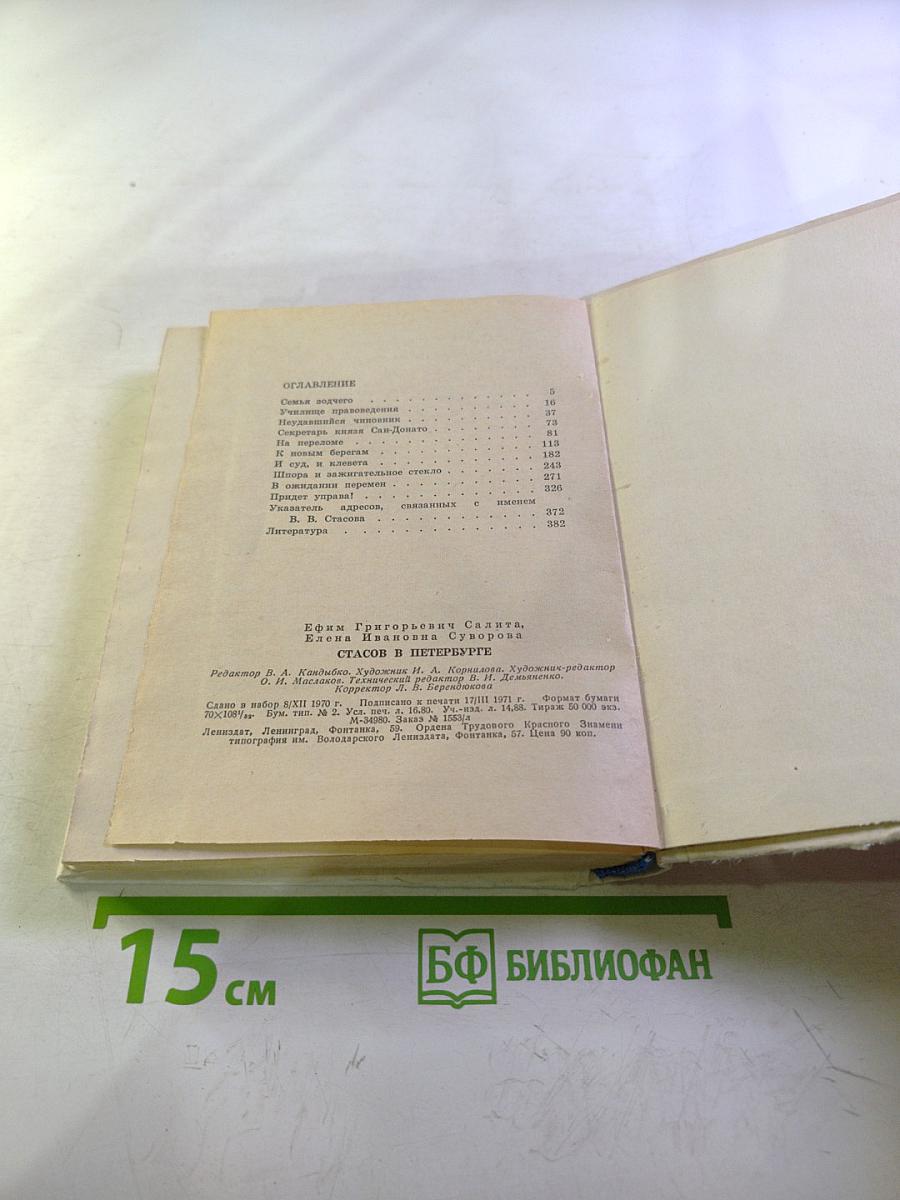 ОГЛАВЛЕНИЕ
Семья зодчего . . . . . . . . . . . . 5
Училище правоведения . . . . . . . . . 16
Неудавшийся чиновник . . . . . . . . . 37
Секретарь князя Сан-Донато . . . . . . . 73
На переломе . . . . . . . . . . . . . 81
К новым берегам . . . . . . . . . . . 113
И суд, и клевета . . . . . . . . . . . 182
Шпора и зажигательное стекло . . . . . . 243
В ожидании перемен . . . . . . . . . . 271
Придет управа! . . . . . . . . . . . . 326
Указатель адресов, связанных с именем
В. В. Стасова . . . . . . . . . . . 372
Литература . . . . . . . . . . . . . 382
Ефим Григорьевич Салита,
Елена Ивановна Суворова
СТАСОВ В ПЕТЕРБУРГЕ
Редактор В. А. Кандыбко. Художник И. А. Корнилова. Художник-редактор
О. И. Маслаков. Технический редактор В. И. Демьяненко.
Корректор Л. В. Берендюкова
Сдано в набор 8/XII 1970 г. Подписано к печати 17/III 1971 г. Формат бумаги
70×108¹/₃₂. Бум. тип. № 2. Усл. печ. л. 16,80. Уч.-изд. л. 14,88. Тираж 50 000 экз.
М-34980. Заказ № 1553/л
Лениздат, Ленинград, Фонтанка, 59. Ордена Трудового Красного Знамени
типография им. Володарского Лениздата, Фонтанка, 57. Цена 90 коп.
15 см
БФ БИБЛИОФАН